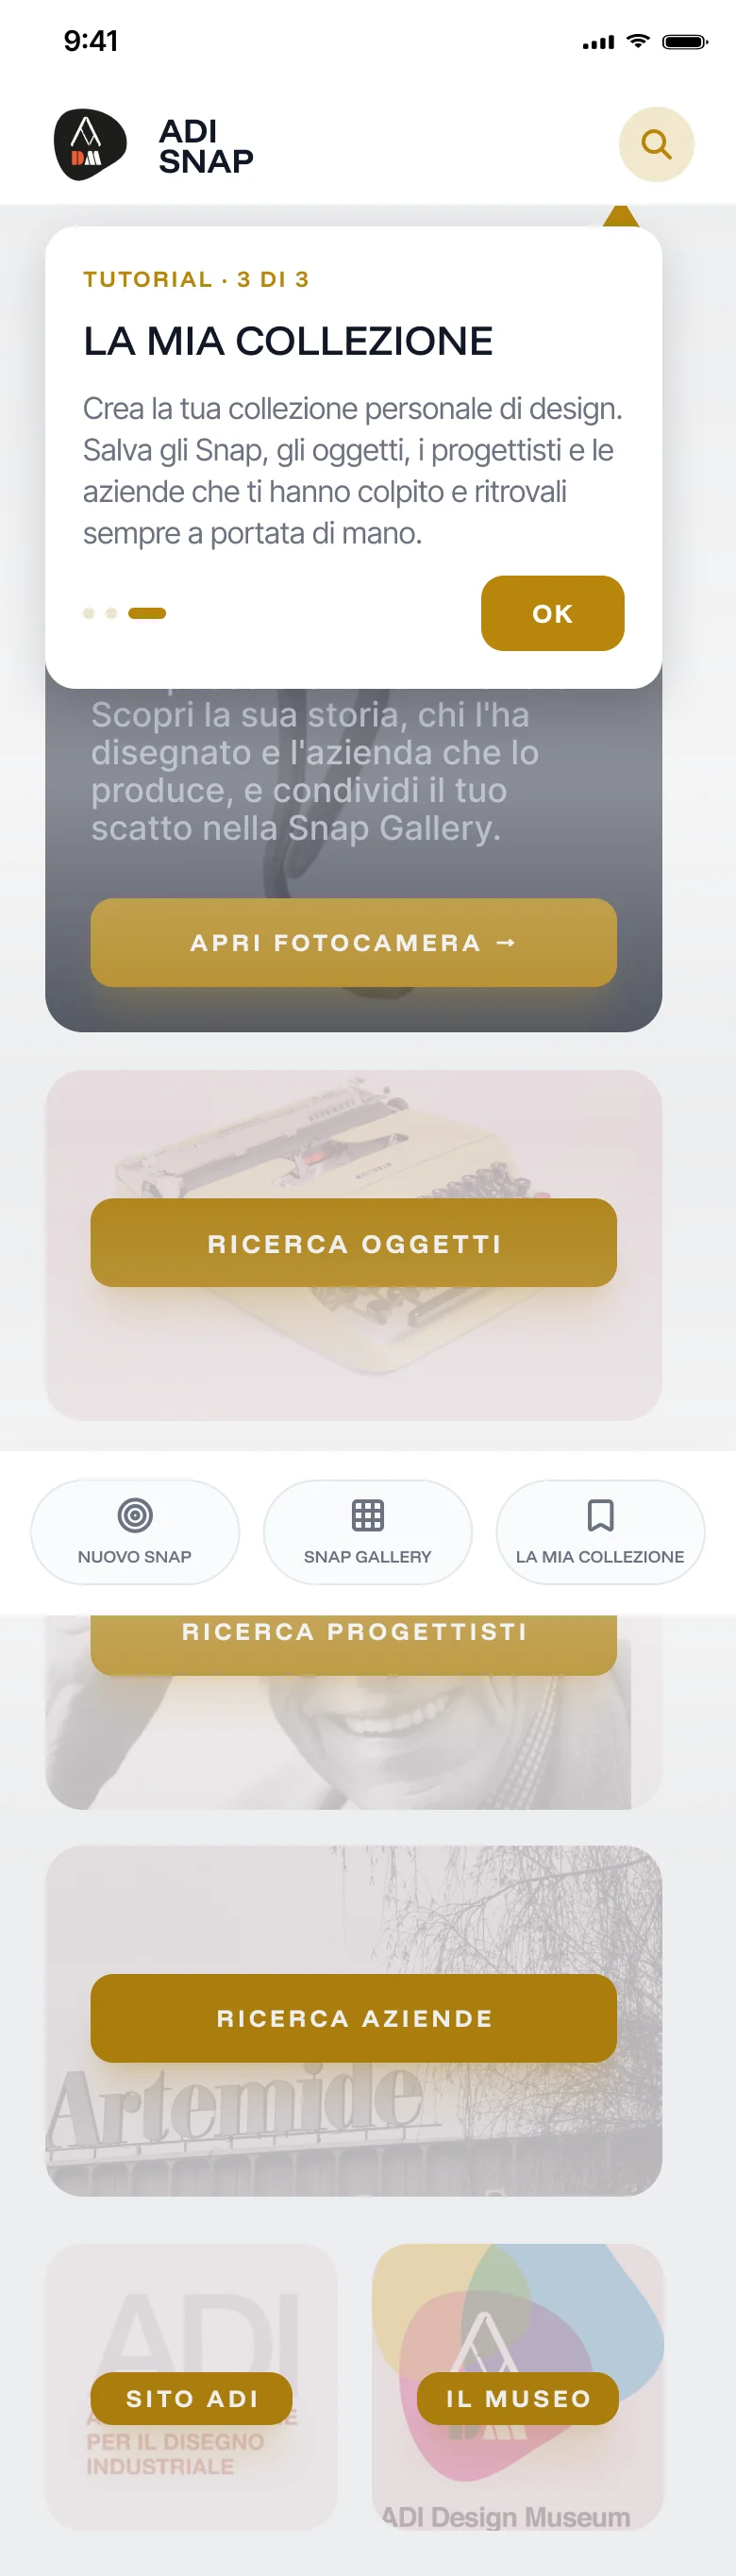 9:41
ADI
SNAP
DM
TUTORIAL · 3 DI 3
LA MIA COLLEZIONE
Crea la tua collezione personale di design.
Salva gli Snap, gli oggetti, i progettisti e le
aziende che ti hanno colpito e ritrovali
sempre a portata di mano.
OK
Scopri la sua storia, chi l'ha
disegnato e l'azienda che lo
produce, e condividi il tuo
scatto nella Snap Gallery.
APRI FOTOCAMERA →
RICERCA OGGETTI
NUOVO SNAP
SNAP GALLERY
LA MIA COLLEZIONE
RICERCA PROGETTISTI
RICERCA AZIENDE
Artemide
ADI
SITO ADI
PER IL DISEGNO
INDUSTRIALE
IL MUSEO
ADI Design Museum